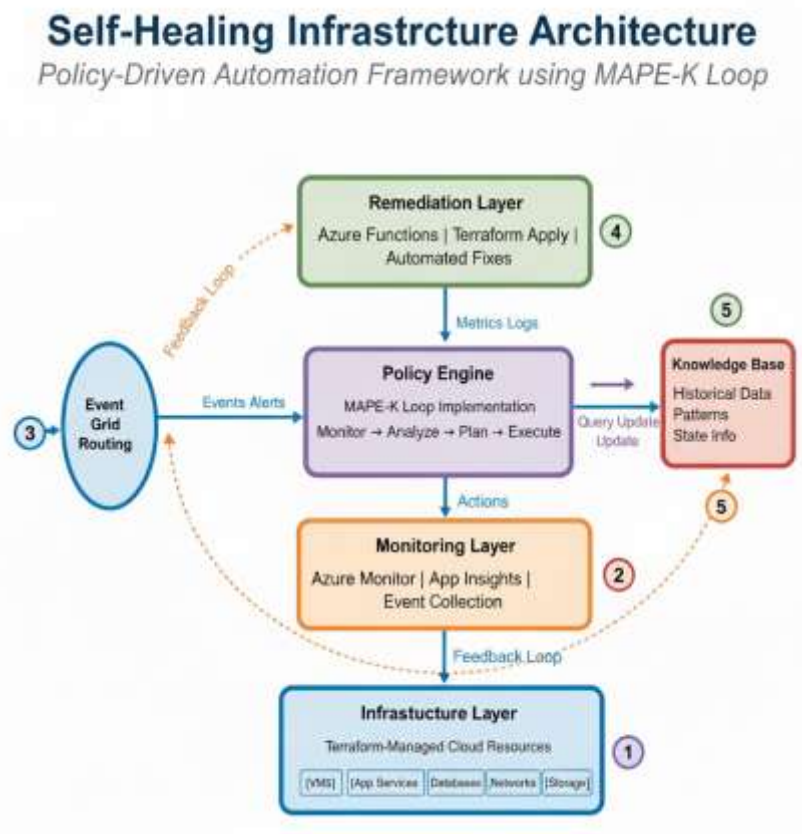 Self-Healing Infrastrcture Architecture
Policy-Driven Automation Framework using MAPE-K Loop
Remediation Layer
Azure Functions | Terraform Apply |
Automated Fixes
4
Feedback Loop
Metrics Logs
5
Event
Grid
Routing
3
Events Alerts
Policy Engine
MAPE-K Loop Implementation
Monitor → Analyze → Plan → Execute
Query Update
Update
Knowledge Base
Historical Data
Patterns
State Info
5
Actions
Monitoring Layer
Azure Monitor | App Insights |
Event Collection
2
Feedback Loop
Infrastucture Layer
Terraform-Managed Cloud Resources
[VMS] [App Services Databases Networks [Storage]
1